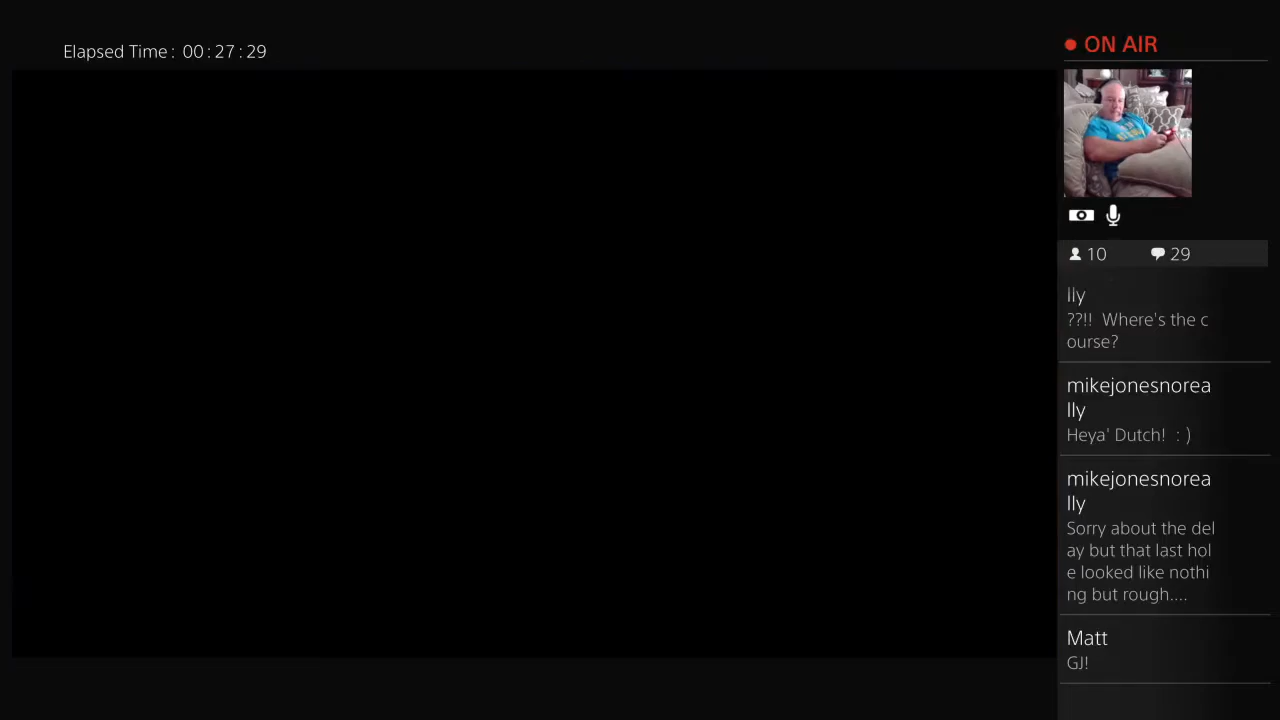 Elapsed Time: 00:27:29
ON AIR
10 29
lly
??!! Where's the c
ourse?
mikejonesnorea
lly
Heya' Dutch! : )
mikejonesnorea
lly
Sorry about the del
ay but that last hol
e looked like nothi
ng but rough....
Matt
GJ!